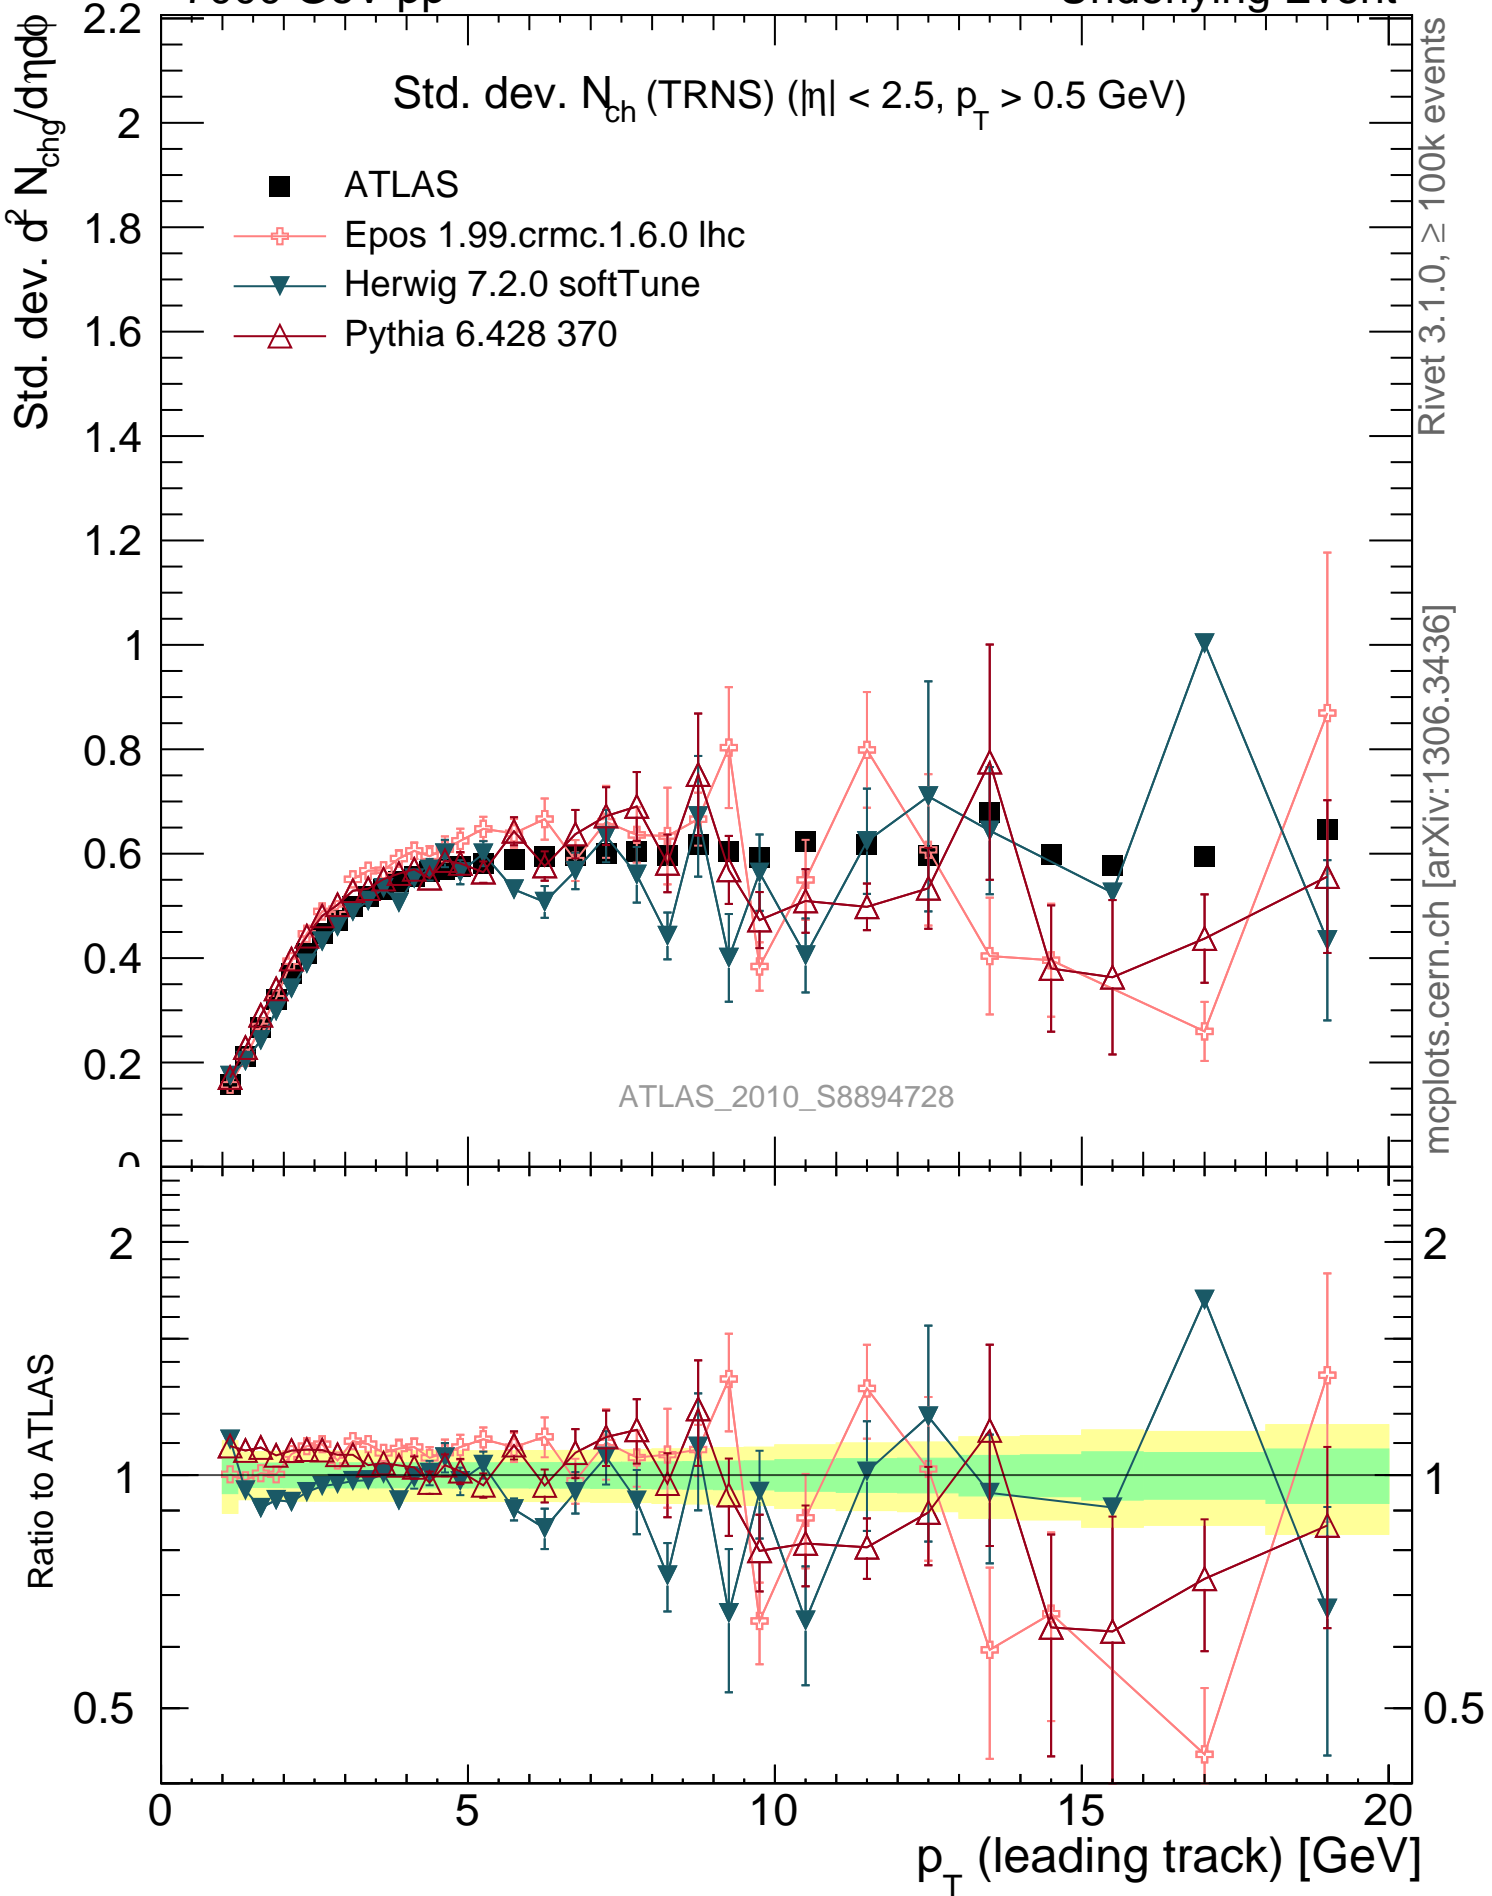 Std. dev. N_ch (TRNS) (|η| < 2.5, p_T > 0.5 GeV)
ATLAS
Epos 1.99.crmc.1.6.0 lhc
Herwig 7.2.0 softTune
Pythia 6.428 370
Std. dev. d² N_chg/dηdϕ
2.2
2
1.8
1.6
1.4
1.2
1
0.8
0.6
0.4
0.2
0
ATLAS_2010_S8894728
Rivet 3.1.0, ≥ 100k events
mcplots.cern.ch [arXiv:1306.3436]
Ratio to ATLAS
2 2
1 1
0.5 0.5
0 5 10 15 20
p_T (leading track) [GeV]